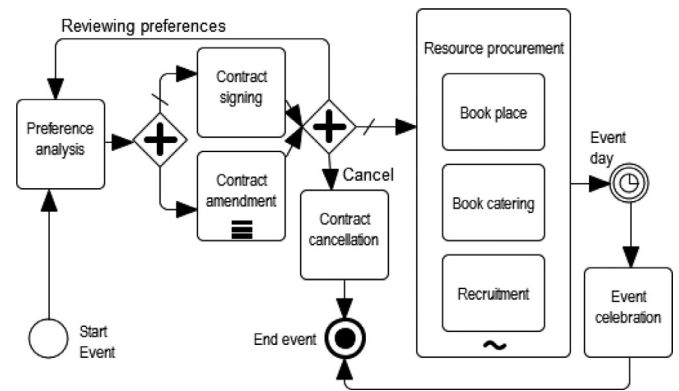 Reviewing preferences
Contract
signing
Resource procurement
Preference
analysis
Book place
Event
day
Contract
amendment
Cancel
Contract
cancellation
Book catering
Recruitment
Start
Event
End event
Event
celebration